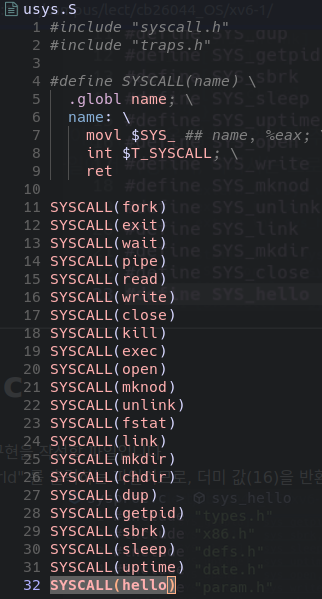 usys.S
1 #include "syscall.h"
2 #include "traps.h"
3
4 #define SYSCALL(name) \
5 .globl name; \
6 name: \
7 movl $SYS_ ## name, %eax; \
8 int $T_SYSCALL; \
9 ret
10
11 SYSCALL(fork)
12 SYSCALL(exit)
13 SYSCALL(wait)
14 SYSCALL(pipe)
15 SYSCALL(read)
16 SYSCALL(write)
17 SYSCALL(close)
18 SYSCALL(kill)
19 SYSCALL(exec)
20 SYSCALL(open)
21 SYSCALL(mknod)
22 SYSCALL(unlink)
23 SYSCALL(fstat)
24 SYSCALL(link)
25 SYSCALL(mkdir)
26 SYSCALL(chdir)
27 SYSCALL(dup)
28 SYSCALL(getpid)
29 SYSCALL(sbrk)
30 SYSCALL(sleep)
31 SYSCALL(uptime)
32 SYSCALL(hello)